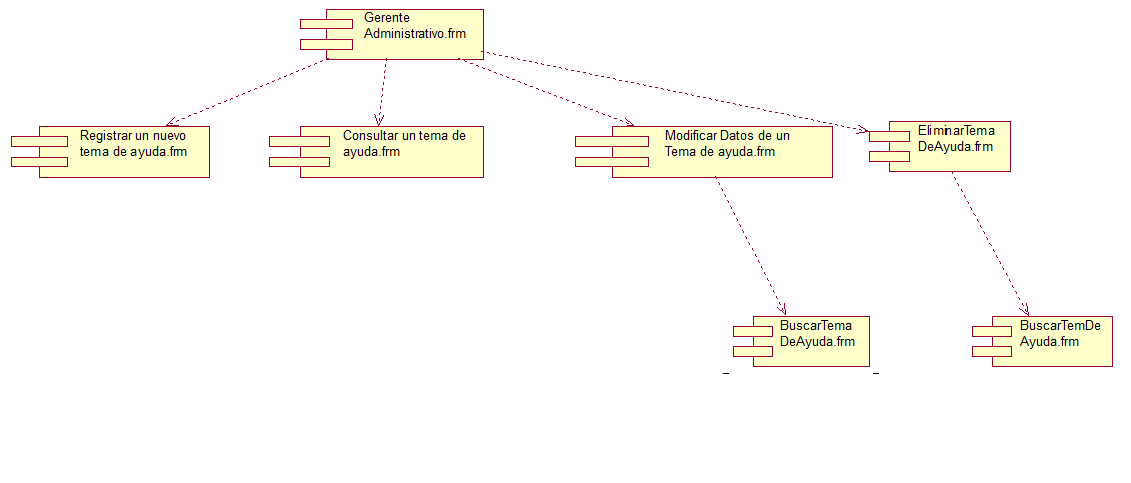 Gerente
Administrativo.frm
Registrar un nuevo
tema de ayuda.frm
Consultar un tema de
ayuda.frm
Modificar Datos de un
Tema de ayuda.frm
EliminarTema
DeAyuda.frm
BuscarTema
DeAyuda.frm
BuscarTemDe
Ayuda.frm